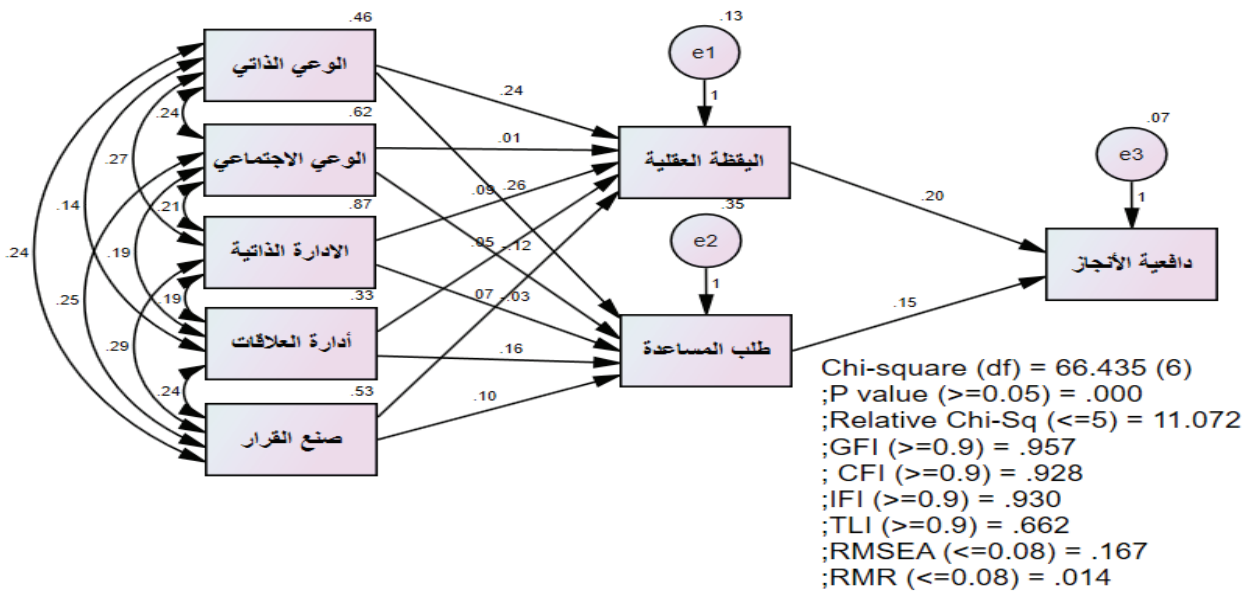 .46
الوعي الذاتي
.13
e1
1
.24
.24
.62
الوعي الاجتماعي
.01
اليقظة العقلية
.07
e3
1
.27
.09
.26
.21
.87
.35
.20
.14
الادارة الذاتية
e2
1
دافعية الأنجاز
.24
.19
.05
-.12
.19
.33
.07
-.03
.15
.25
أدارة العلاقات
طلب المساعدة
.29
.16
.24
.53
.10
صنع القرار
Chi-square (df) = 66.435 (6)
;P value (>=0.05) = .000
;Relative Chi-Sq (<=5) = 11.072
;GFI (>=0.9) = .957
; CFI (>=0.9) = .928
;IFI (>=0.9) = .930
;TLI (>=0.9) = .662
;RMSEA (<=0.08) = .167
;RMR (<=0.08) = .014